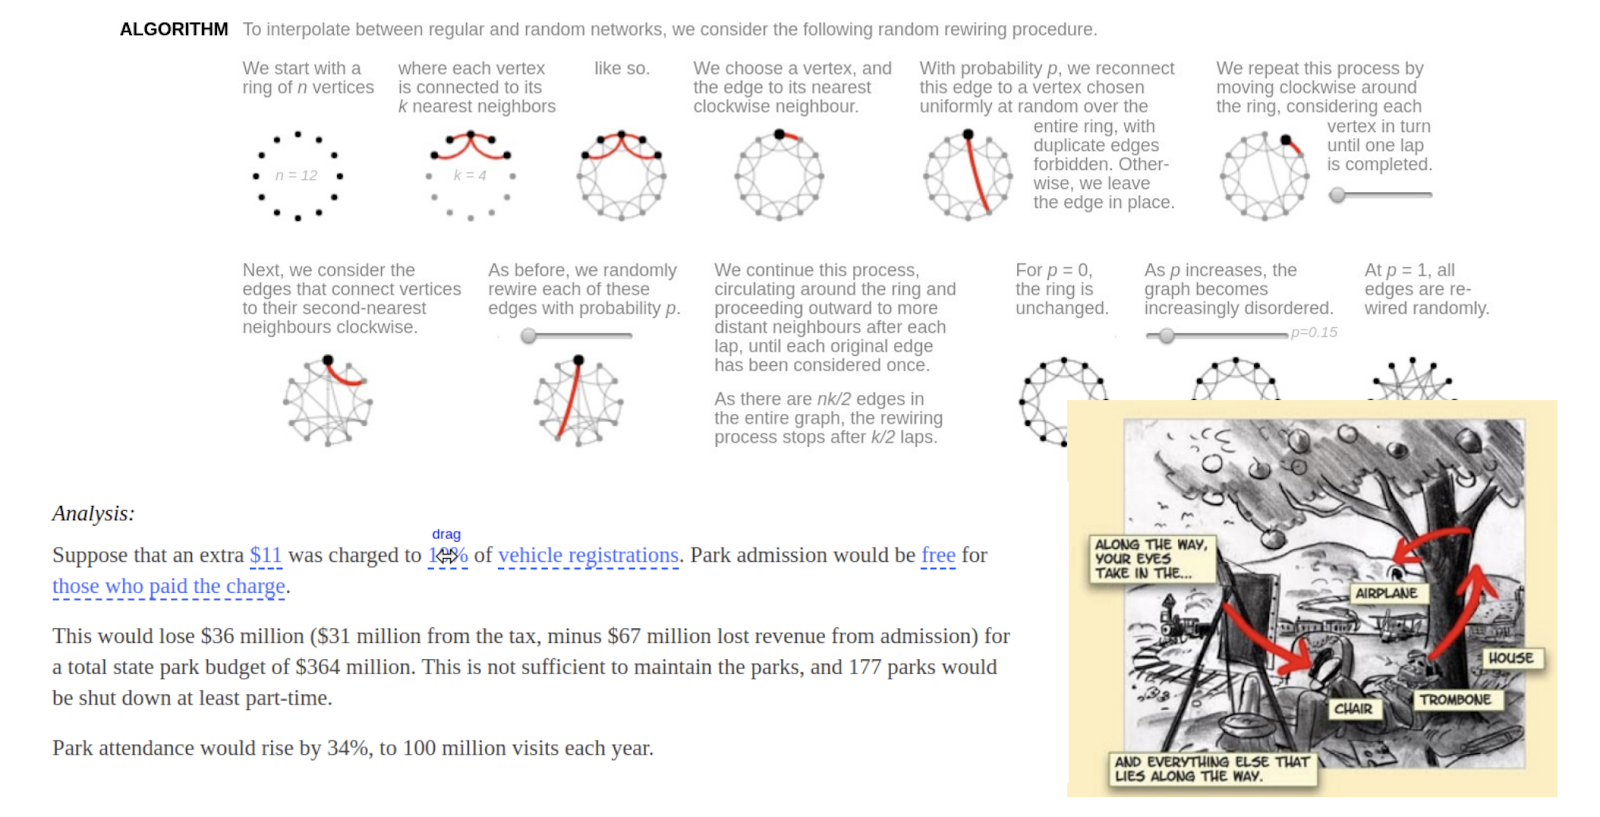 ALGORITHM To interpolate between regular and random networks, we consider the following random rewiring procedure.
We start with a
ring of n vertices
n = 12
where each vertex
is connected to its
k nearest neighbors
k = 4
like so.
We choose a vertex, and
the edge to its nearest
clockwise neighbour.
With probability p, we reconnect
this edge to a vertex chosen
uniformly at random over the
entire ring, with
duplicate edges
forbidden. Other-
wise, we leave
the edge in place.
We repeat this process by
moving clockwise around
the ring, considering each
vertex in turn
until one lap
is completed.
Next, we consider the
edges that connect vertices
to their second-nearest
neighbours clockwise.
As before, we randomly
rewire each of these
edges with probability p.
We continue this process,
circulating around the ring and
proceeding outward to more
distant neighbours after each
lap, until each original edge
has been considered once.
As there are nk/2 edges in
the entire graph, the rewiring
process stops after k/2 laps.
For p = 0,
the ring is
unchanged.
As p increases, the
graph becomes
increasingly disordered.
p=0.15
At p = 1, all
edges are re-
wired randomly.
Analysis:
drag
Suppose that an extra $11 was charged to % of vehicle registrations. Park admission would be free for
those who paid the charge.
This would lose $36 million ($31 million from the tax, minus $67 million lost revenue from admission) for
a total state park budget of $364 million. This is not sufficient to maintain the parks, and 177 parks would
be shut down at least part-time.
Park attendance would rise by 34%, to 100 million visits each year.
ALONG THE WAY,
YOUR EYES
TAKE IN THE...
AIRPLANE
HOUSE
TROMBONE
CHAIR
AND EVERYTHING ELSE THAT
LIES ALONG THE WAY.